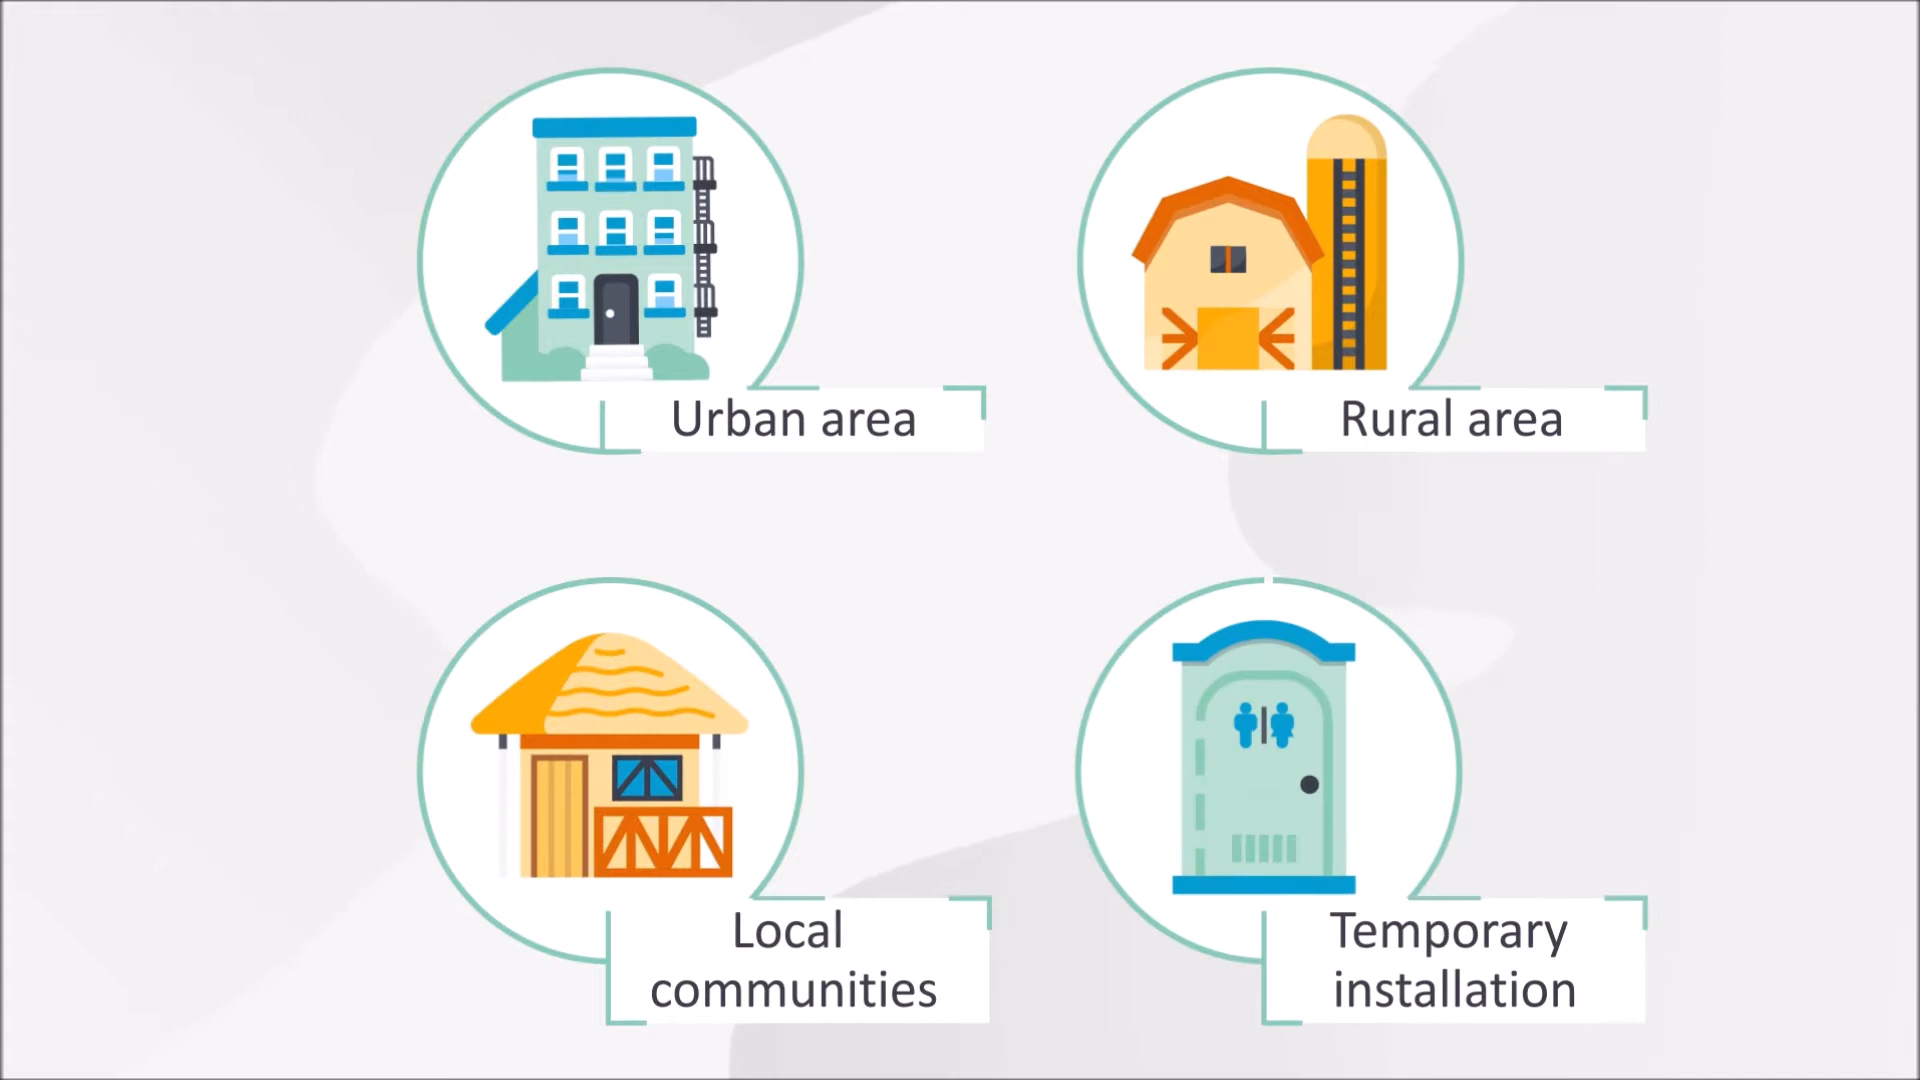 Urban area
Rural area
Local
communities
Temporary
installation